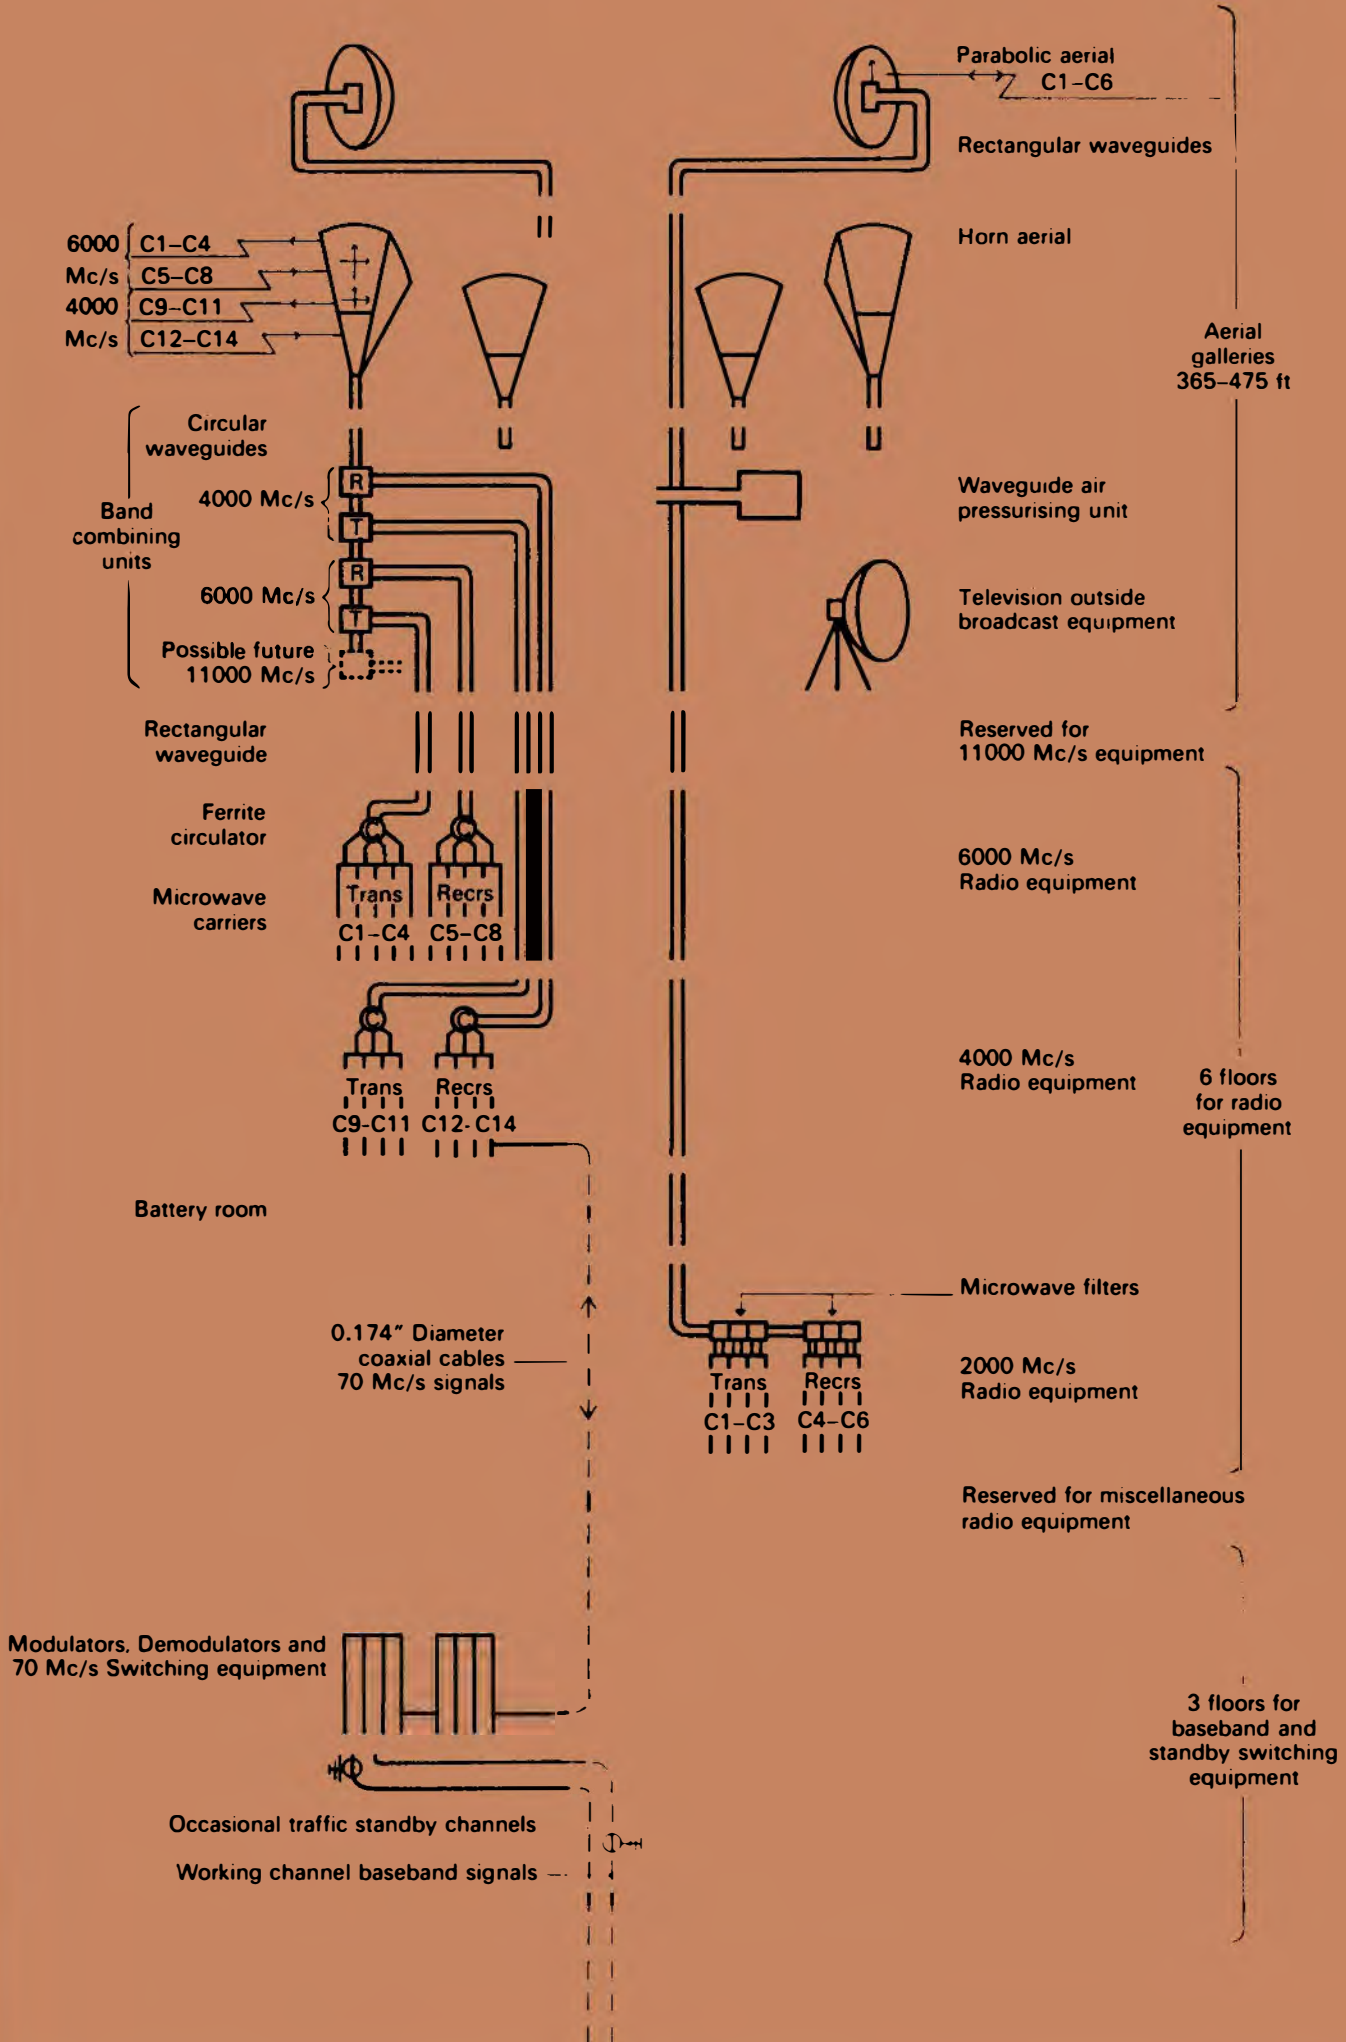 Parabolic aerial
C1-C6
Rectangular waveguides
6000 C1-C4
Mc/s C5-C8
4000 C9-C11
Mc/s C12-C14
Horn aerial
Aerial
galleries
365-475 ft
Circular
waveguides
Band
combining
units
4000 Mc/s
R
T
6000 Mc/s
R
T
Possible future
11000 Mc/s
Waveguide air
pressurising unit
Television outside
broadcast equipment
Rectangular
waveguide
Reserved for
11000 Mc/s equipment
Ferrite
circulator
C C
Microwave
carriers
Trans Recrs
C1-C4 C5-C8
6000 Mc/s
Radio equipment
C C
Trans Recrs
C9-C11 C12-C14
4000 Mc/s
Radio equipment
6 floors
for radio
equipment
Battery room
Microwave filters
0.174" Diameter
coaxial cables
70 Mc/s signals
Trans Recrs
C1-C3 C4-C6
2000 Mc/s
Radio equipment
Reserved for miscellaneous
radio equipment
Modulators, Demodulators and
70 Mc/s Switching equipment
3 floors for
baseband and
standby switching
equipment
Occasional traffic standby channels
Working channel baseband signals